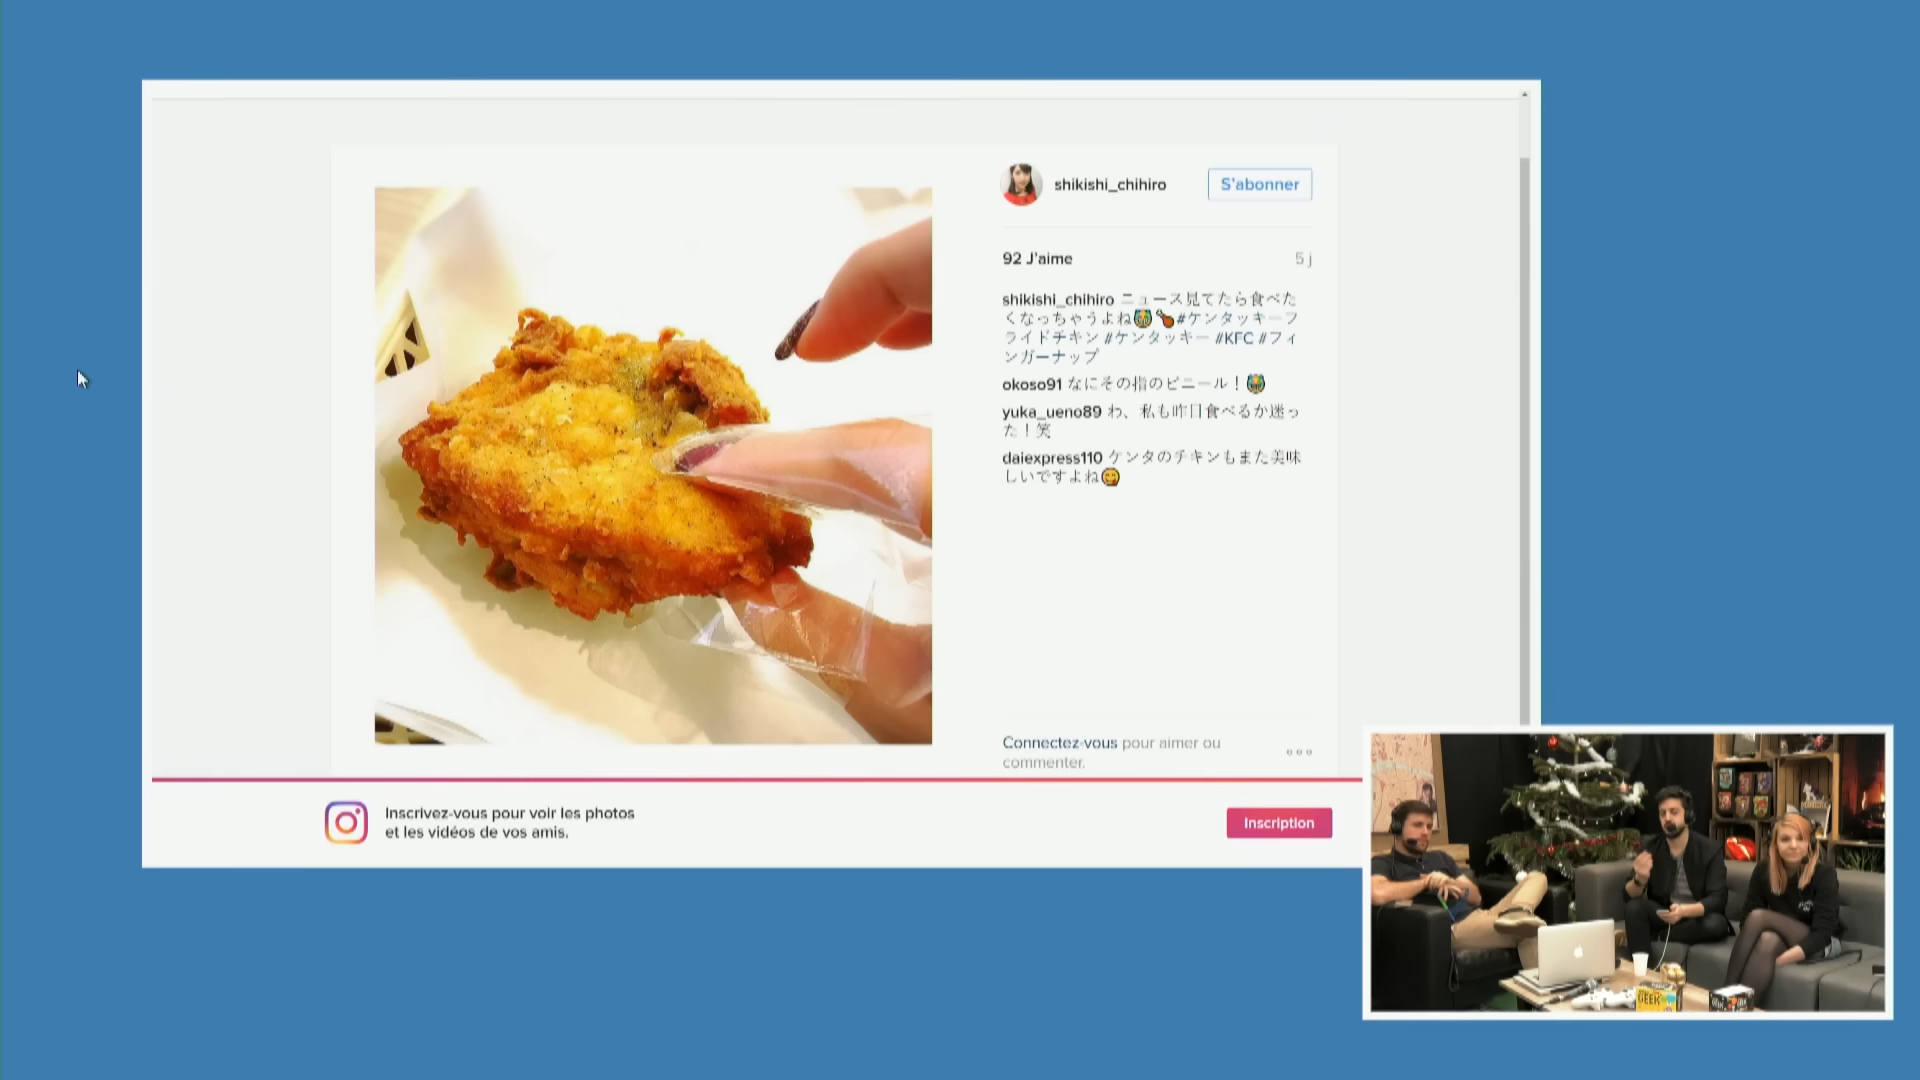 shikishi_chihiro
S'abonner
92 J'aime
5 j
shikishi_chihiro ニュース見てたら食べた
くなっちゃうよね #ケンタッキーフ
ライドチキン #ケンタッキー #KFC #フィ
ンガーナップ
okoso91 なにその指のビニール！
yuka_ueno89 わ、私も昨日食べるか迷っ
た！笑
daiexpress110 ケンタのチキンもまた美味
しいですよね
Connectez-vous pour aimer ou
commenter.
Inscrivez-vous pour voir les photos
et les vidéos de vos amis.
Inscription
GEEK